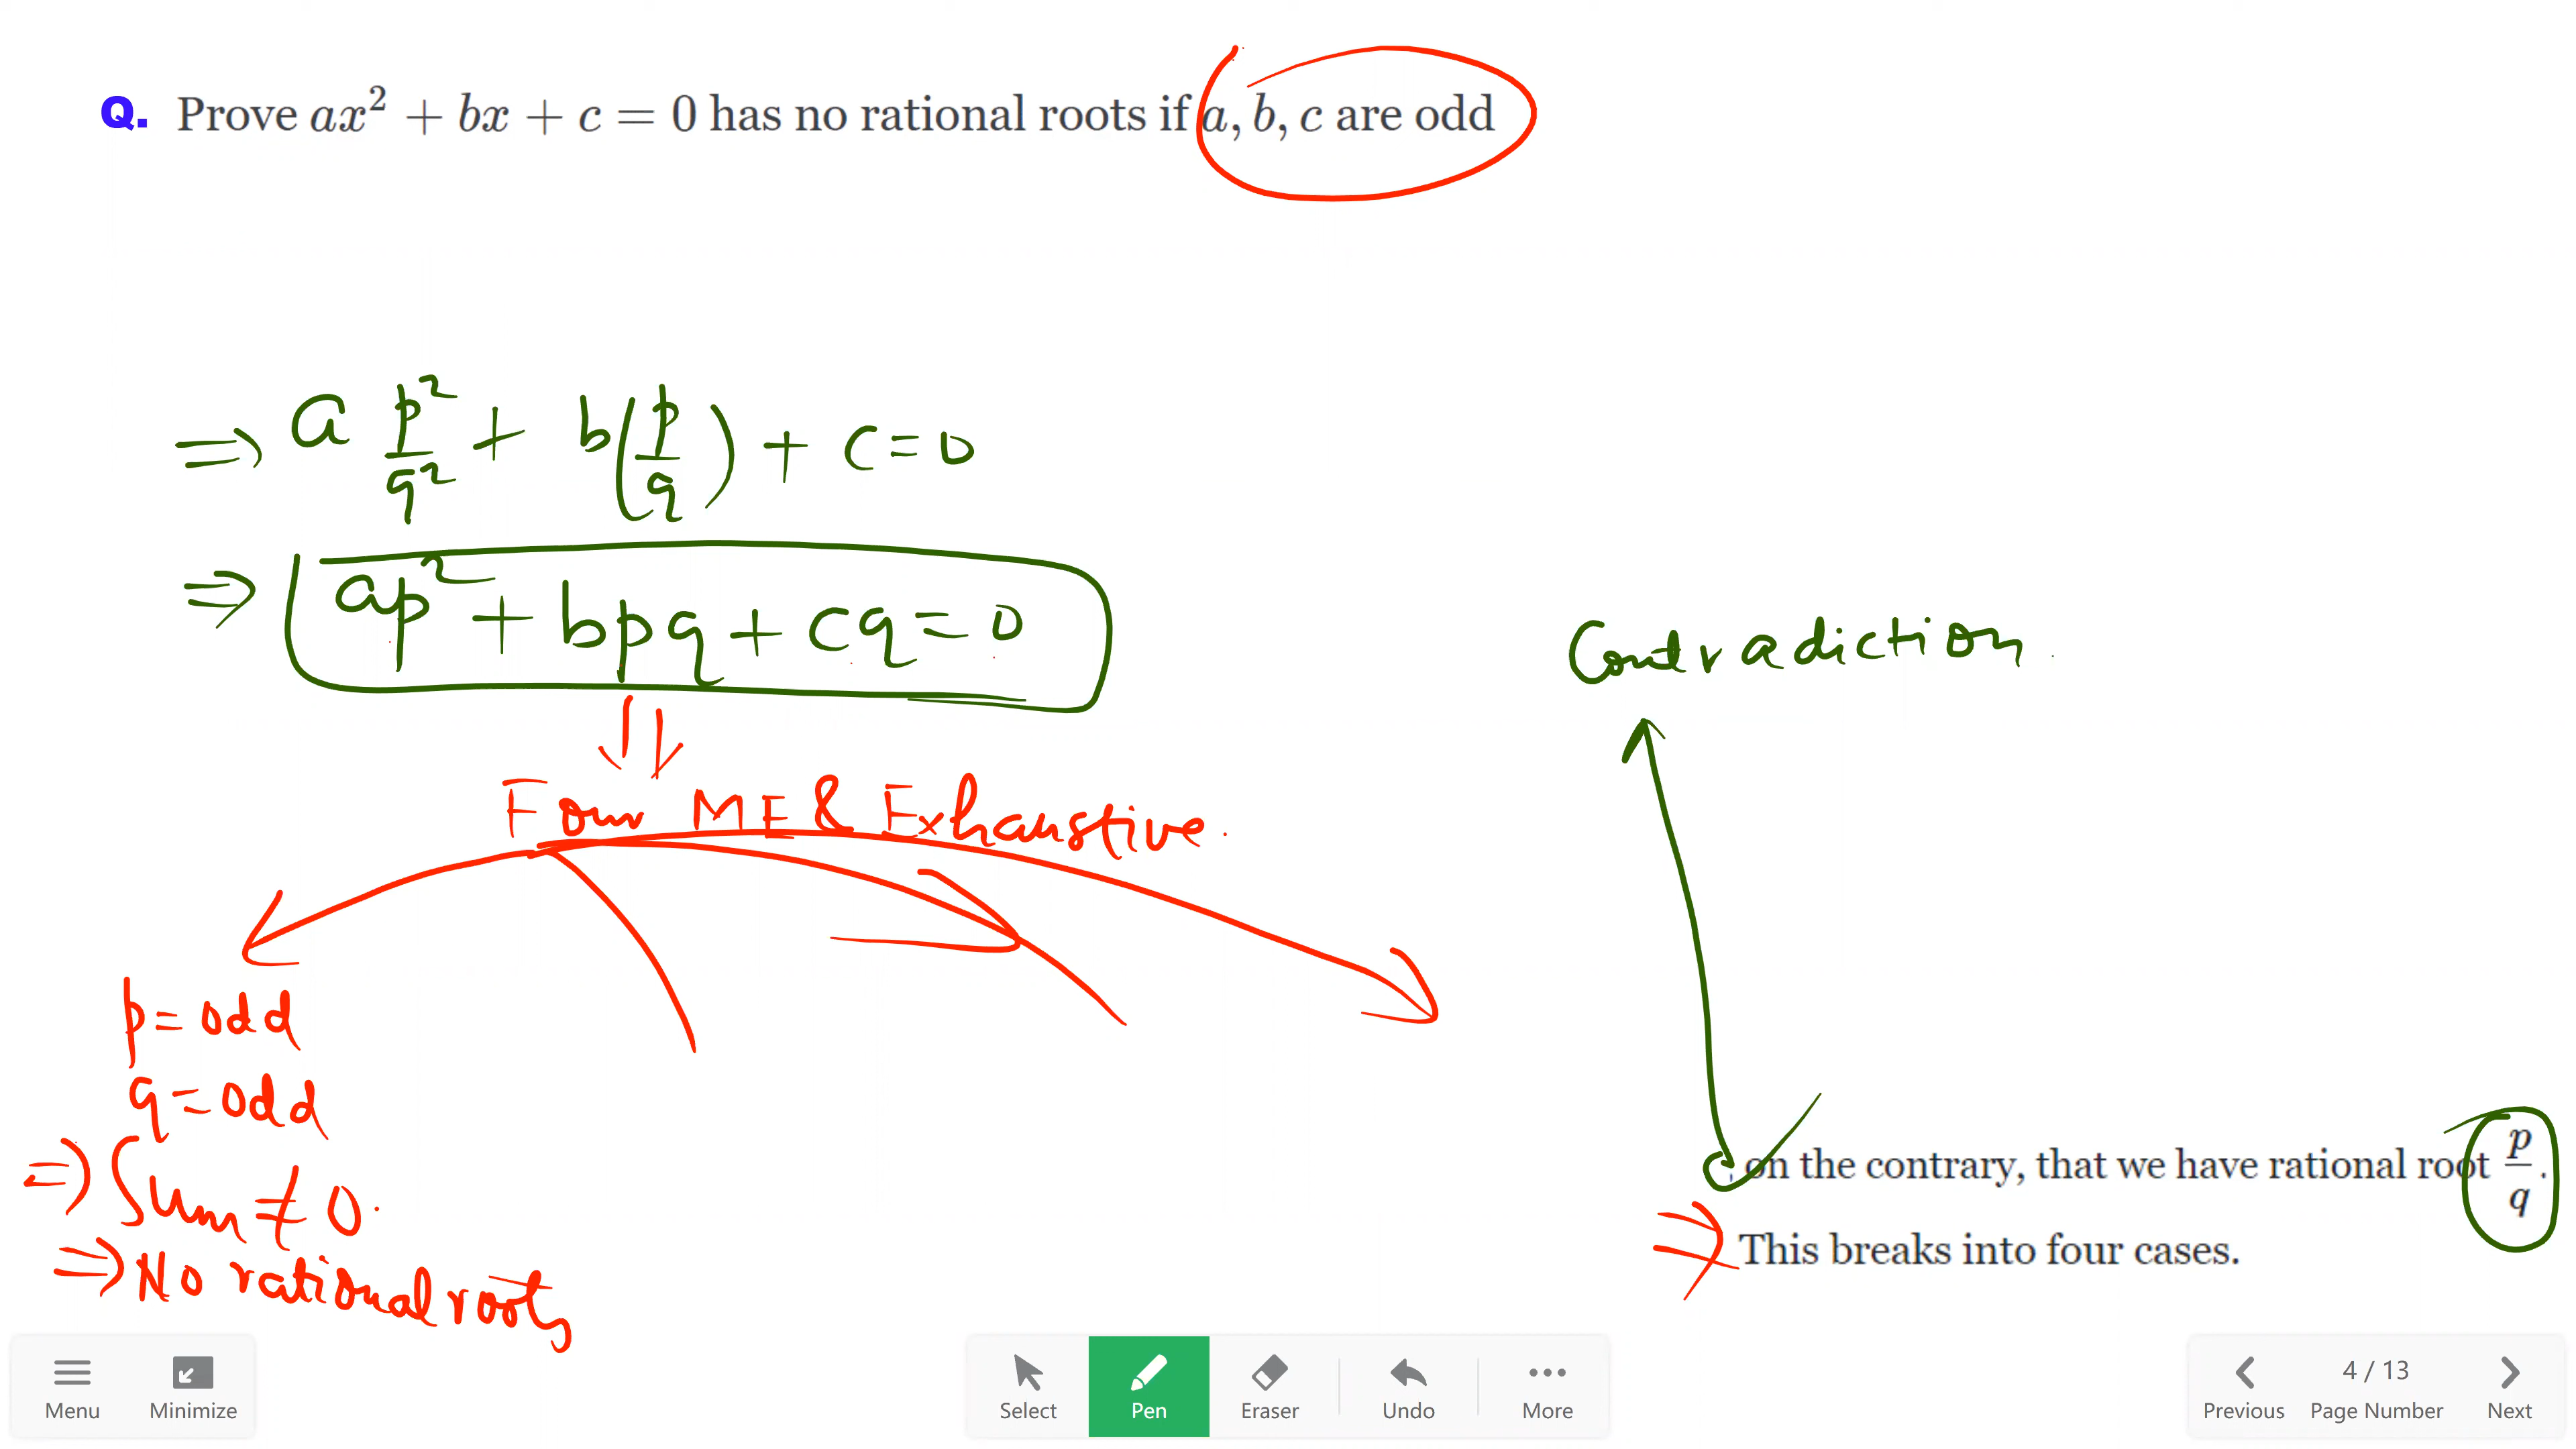 Q. Prove ax² + bx + c = 0 has no rational roots if a, b, c are odd
⇒ a p²/q² + b(p/q) + c = 0
⇒ ap² + bpq + cq = 0
Contradiction
Four ME & Exhaustive.
p = odd
q = odd
⇒ Sum ≠ 0.
⇒ No rational roots
, on the contrary, that we have rational root p/q.
⇒ This breaks into four cases.
Menu Minimize Select Pen Eraser Undo More Previous 4 / 13 Page Number Next